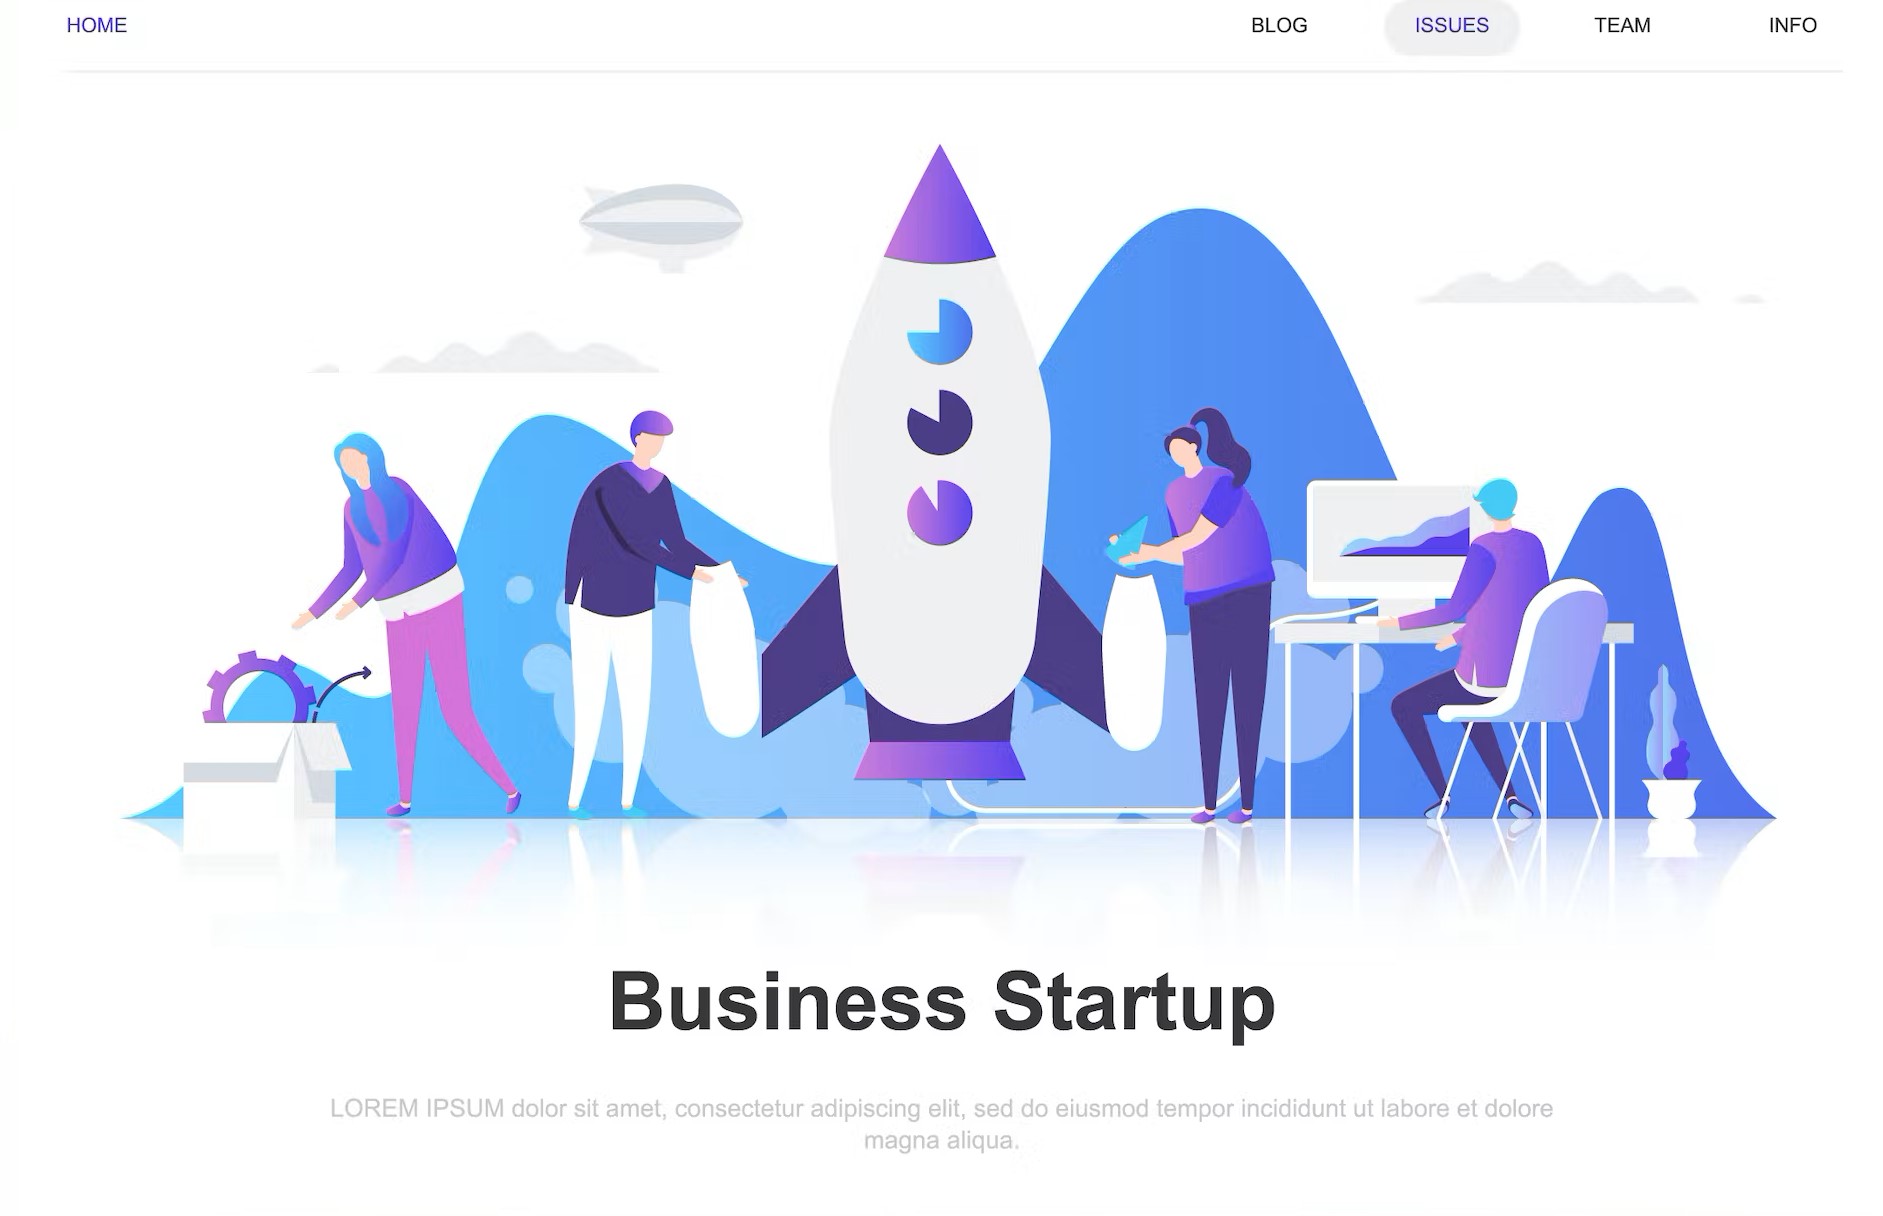 HOME
BLOG
ISSUES
TEAM
INFO
Business Startup
LOREM IPSUM dolor sit amet, consectetur adipiscing elit, sed do eiusmod tempor incididunt ut labore et dolore
magna aliqua.